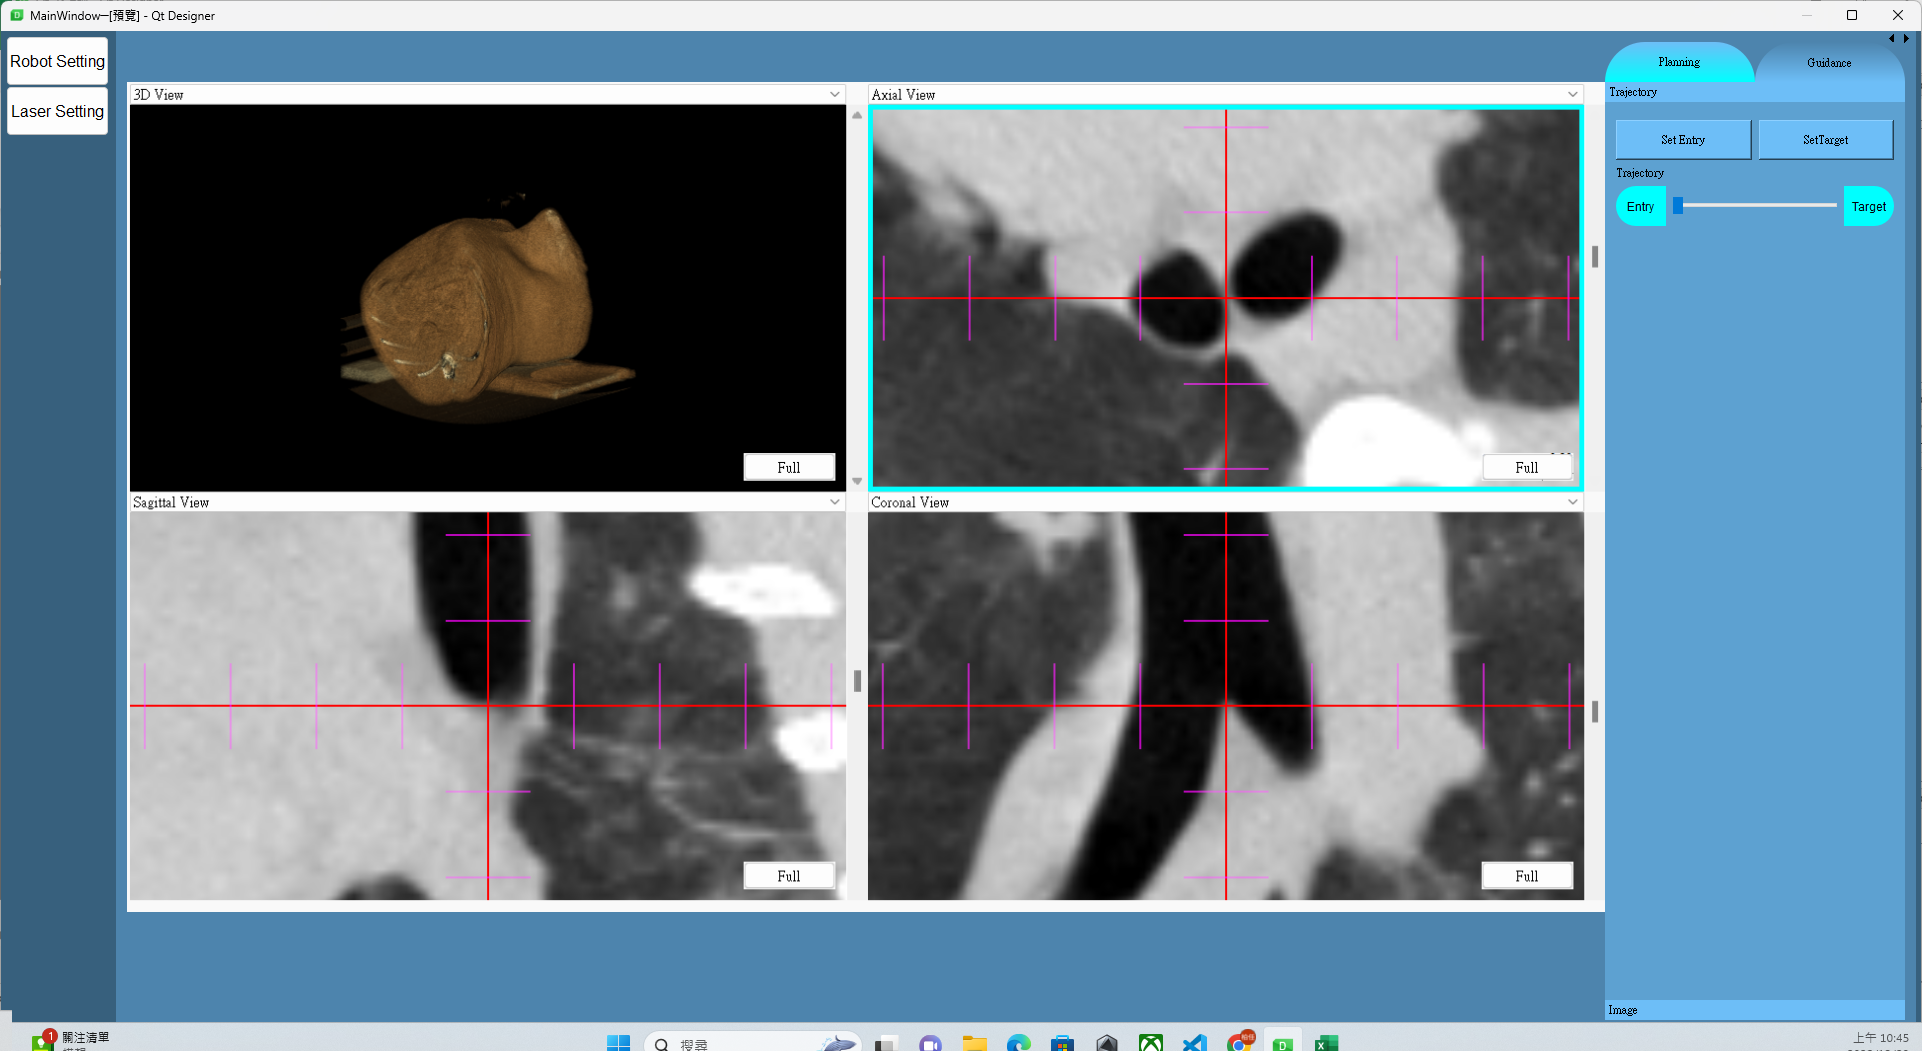 MainWindow─[預覽] - Qt Designer
Robot Setting
Laser Setting
3D View
Axial View
Full
Full
Sagittal View
Coronal View
Full
Full
Planning
Guidance
Trajectory
Set Entry
SetTarget
Trajectory
Entry
Target
Image
1
關注清單
搜尋
上午 10:45